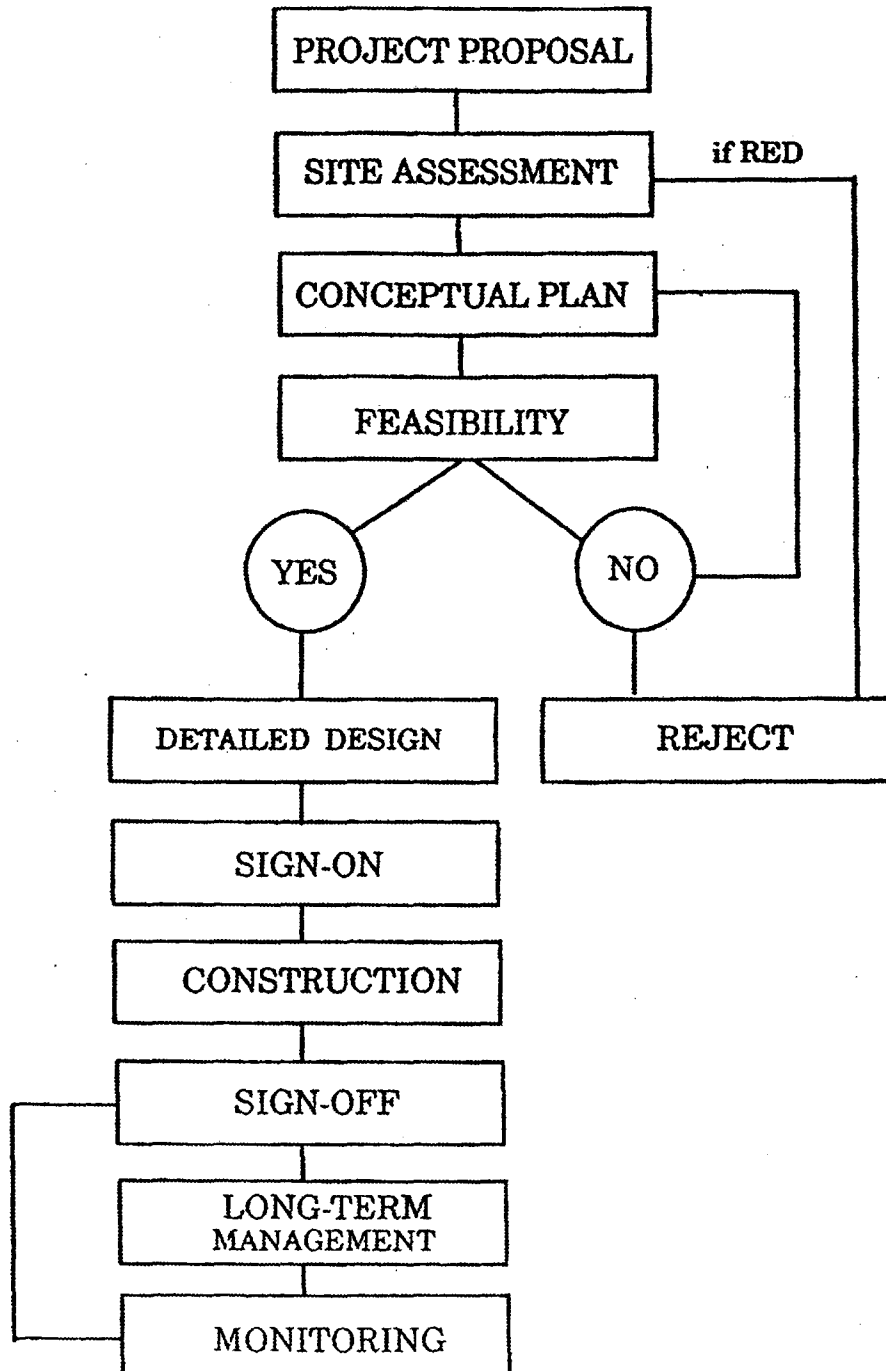 PROJECT PROPOSAL
if RED
SITE ASSESSMENT
CONCEPTUAL PLAN
FEASIBILITY
YES
NO
DETAILED DESIGN
REJECT
SIGN-ON
CONSTRUCTION
SIGN-OFF
LONG-TERM
MANAGEMENT
MONITORING